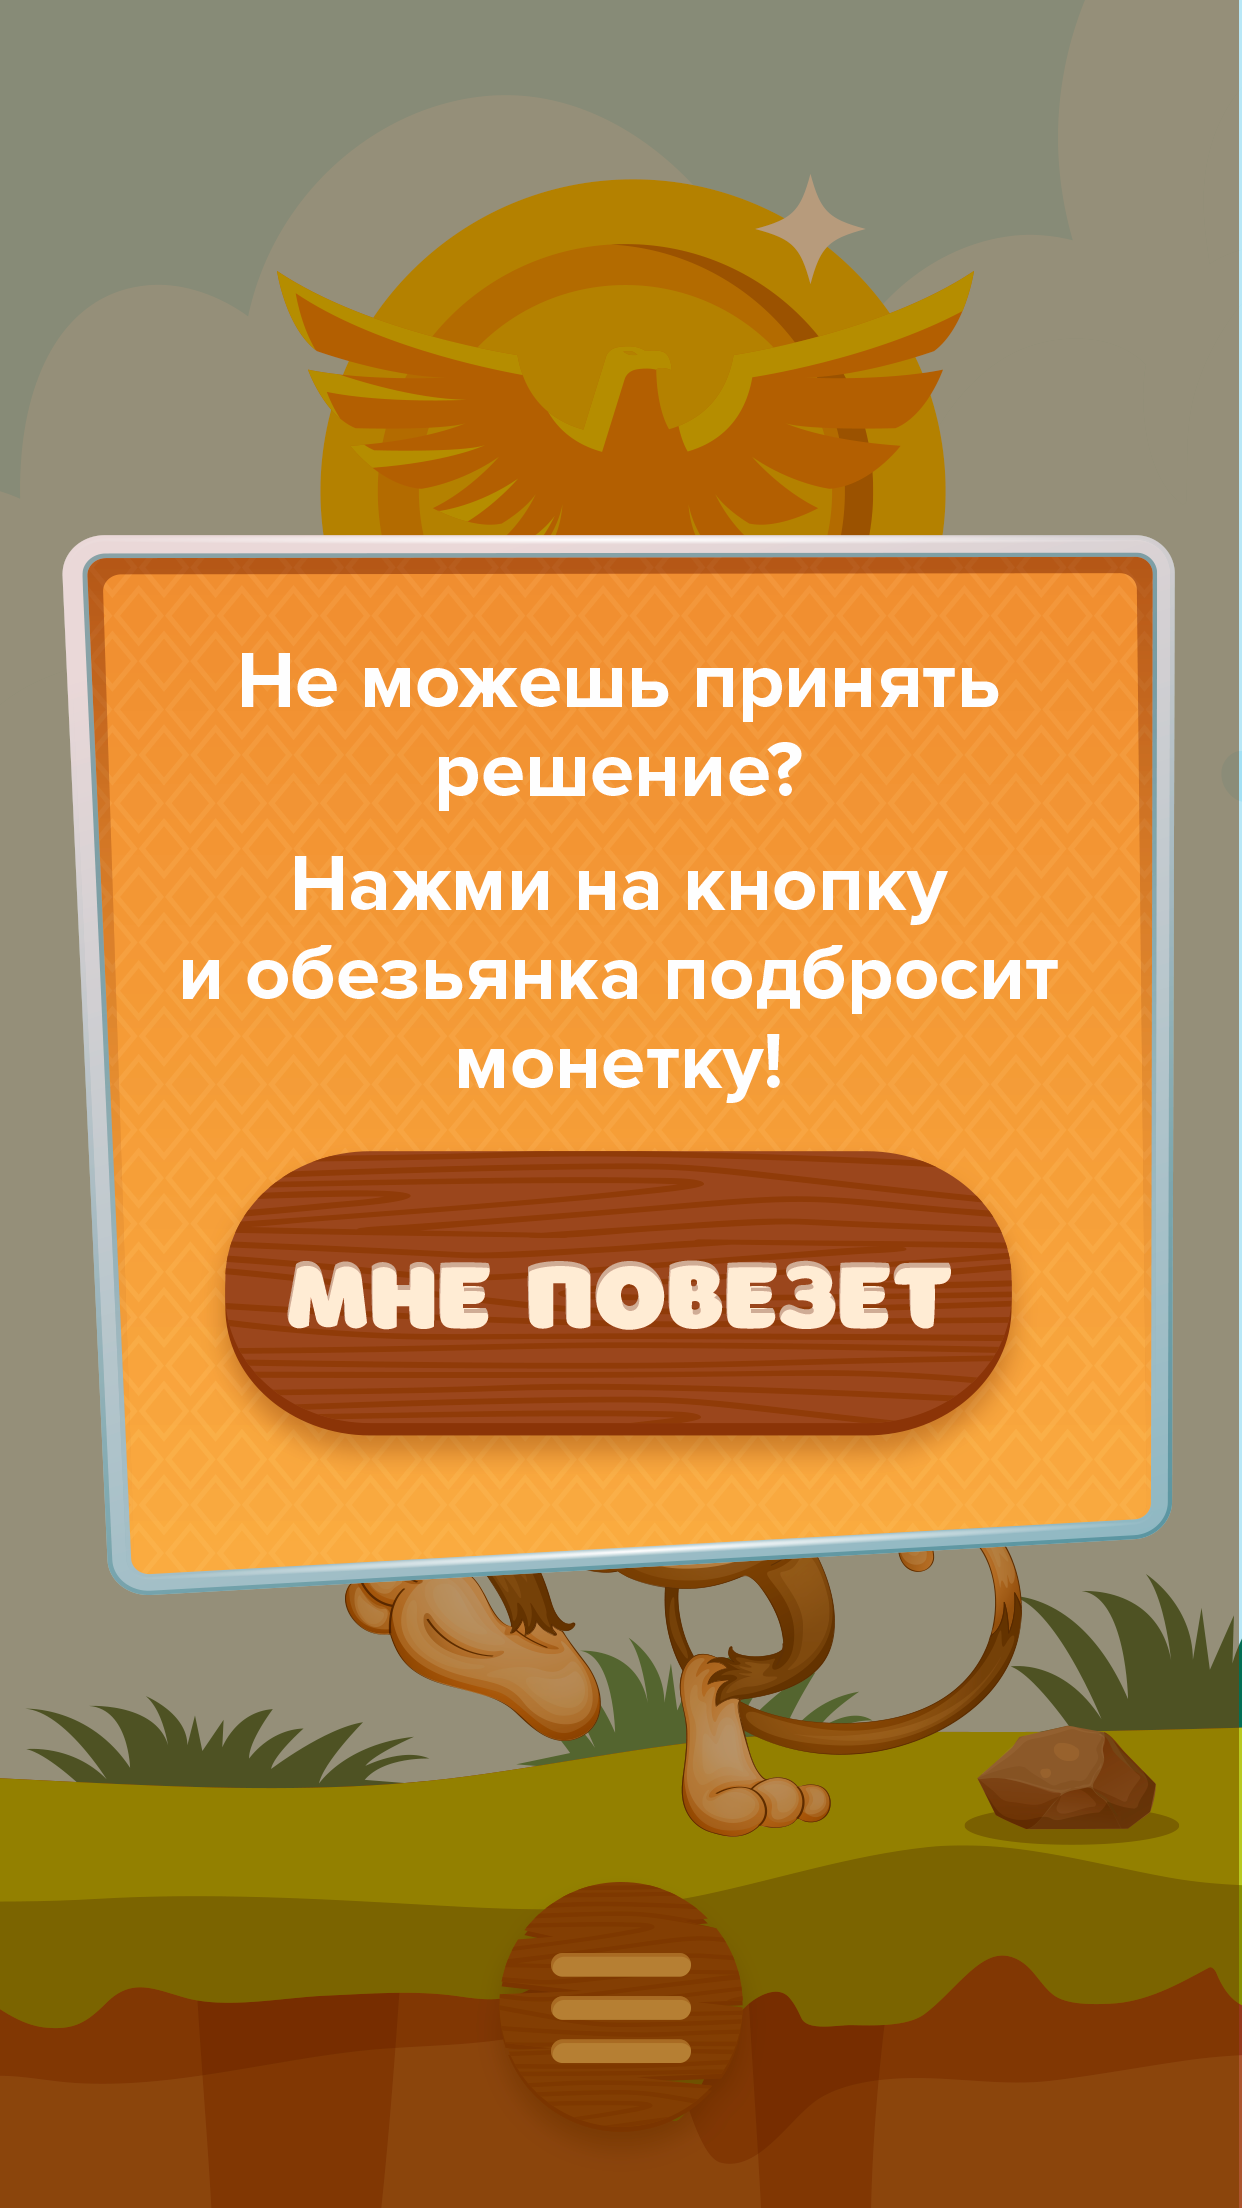 Не можешь принять
решение?
Нажми на кнопку
и обезьянка подбросит
монетку!
МНЕ ПОВЕЗЕТ